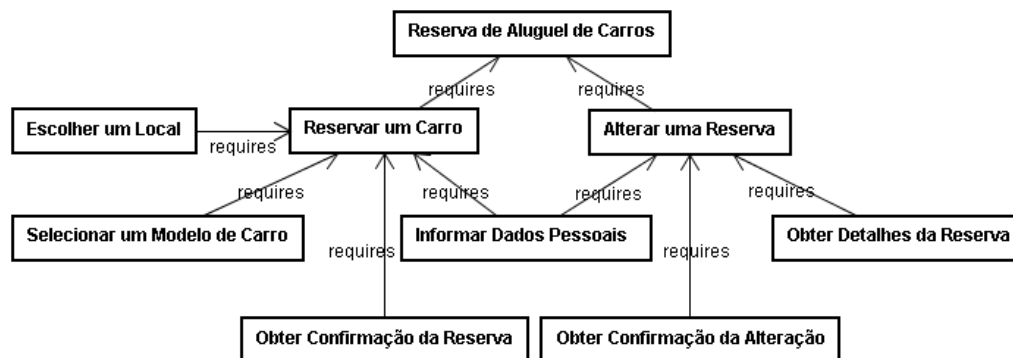 Reserva de Aluguel de Carros
requires
requires
Escolher um Local
Reservar um Carro
Alterar uma Reserva
requires
requires
requires
requires
requires
Selecionar um Modelo de Carro
Informar Dados Pessoais
Obter Detalhes da Reserva
requires
requires
Obter Confirmação da Reserva
Obter Confirmação da Alteração